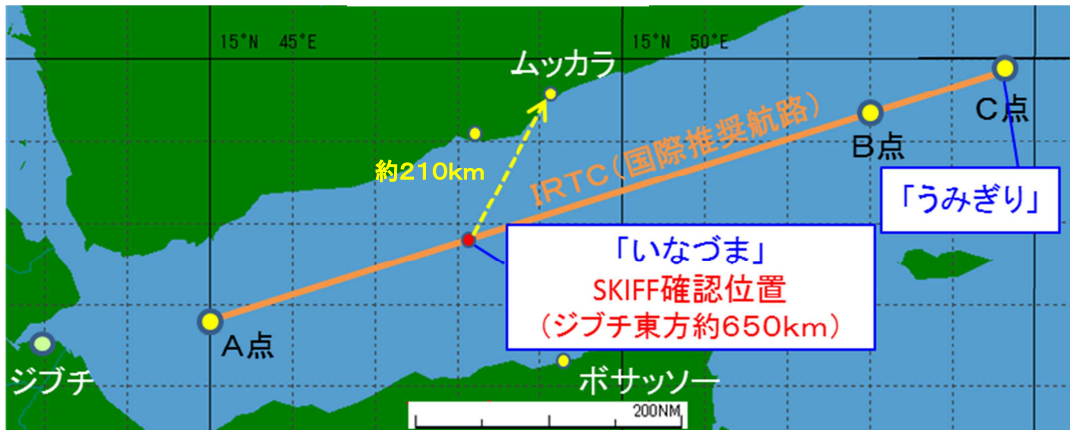 15°N 45°E
15°N 50°E
ムッカラ
C点
B点
IRTC(国際推奨航路)
約210km
「うみぎり」
「いなづま」
SKIFF確認位置
(ジブチ東方約650km)
A点
ジブチ
ボサッソー
200NM